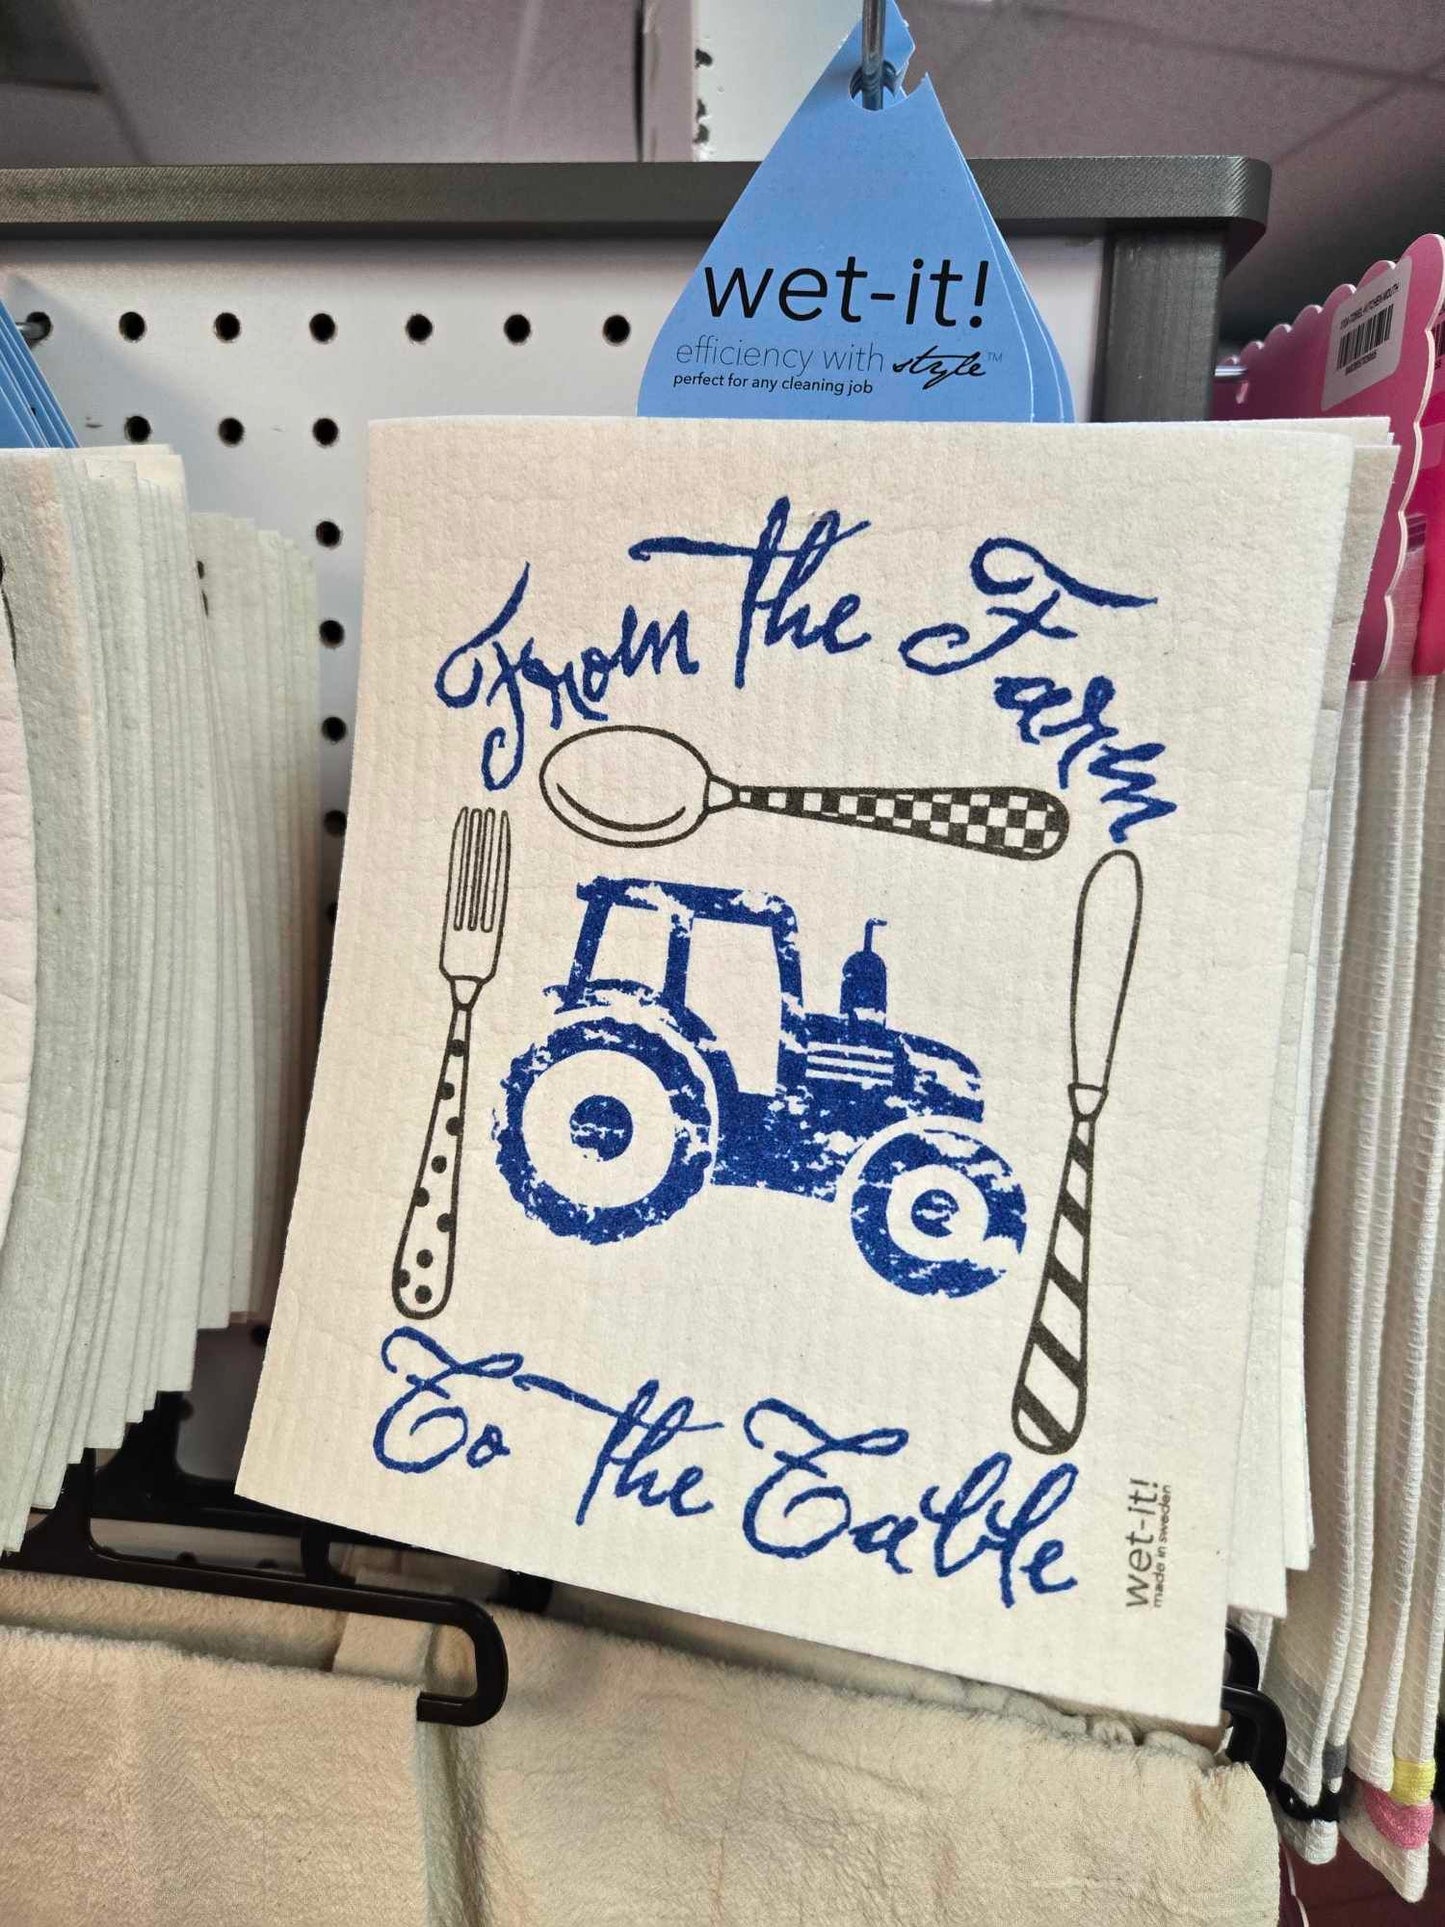 wet-it!
efficiency with style™
perfect for any cleaning job
From the Farm
To the Table
wet-it!
made in sweden